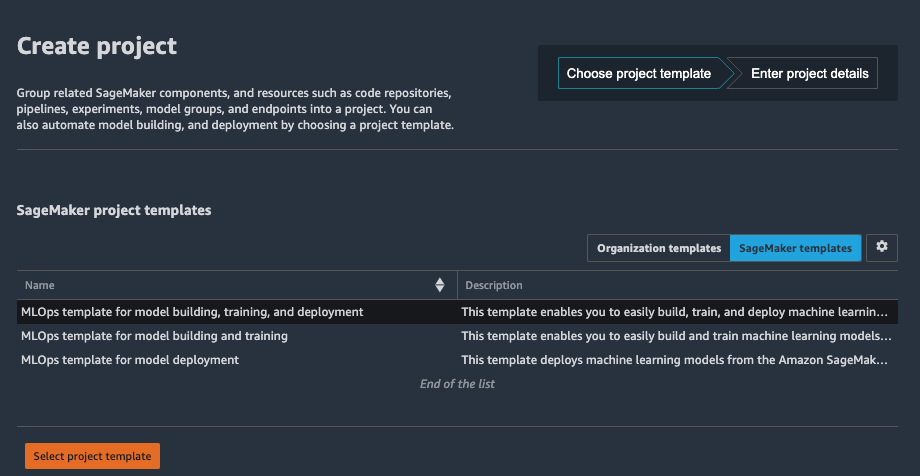 Create project
Choose project template
Enter project details
Group related SageMaker components, and resources such as code repositories,
pipelines, experiments, model groups, and endpoints into a project. You can
also automate model building, and deployment by choosing a project template.
SageMaker project templates
Organization templates
SageMaker templates
Name
Description
MLOps template for model building, training, and deployment
This template enables you to easily build, train, and deploy machine learnin...
MLOps template for model building and training
This template enables you to easily build and train machine learning models...
MLOps template for model deployment
This template deploys machine learning models from the Amazon SageMak...
End of the list
Select project template